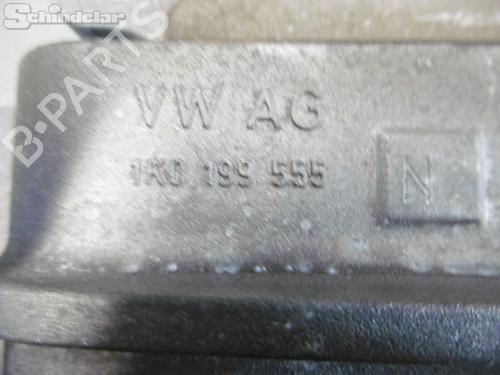 Schindelar
B-PARTS
VW AG
1K0 199 555
N